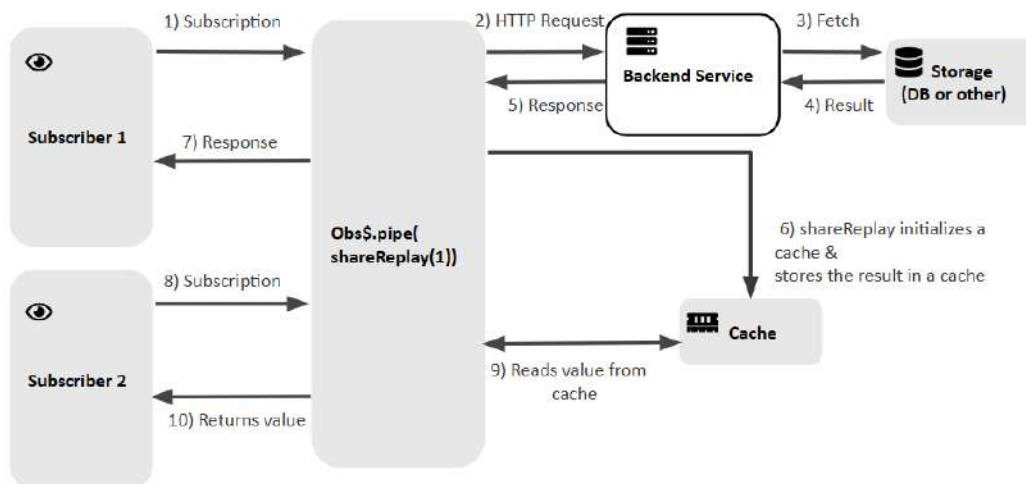 1) Subscription
2) HTTP Request
3) Fetch
Backend Service
Storage
(DB or other)
5) Response
4) Result
Subscriber 1
7) Response
Obs$.pipe(
shareReplay(1))
6) shareReplay initializes a
cache &
stores the result in a cache
8) Subscription
Cache
Subscriber 2
9) Reads value from
cache
10) Returns value